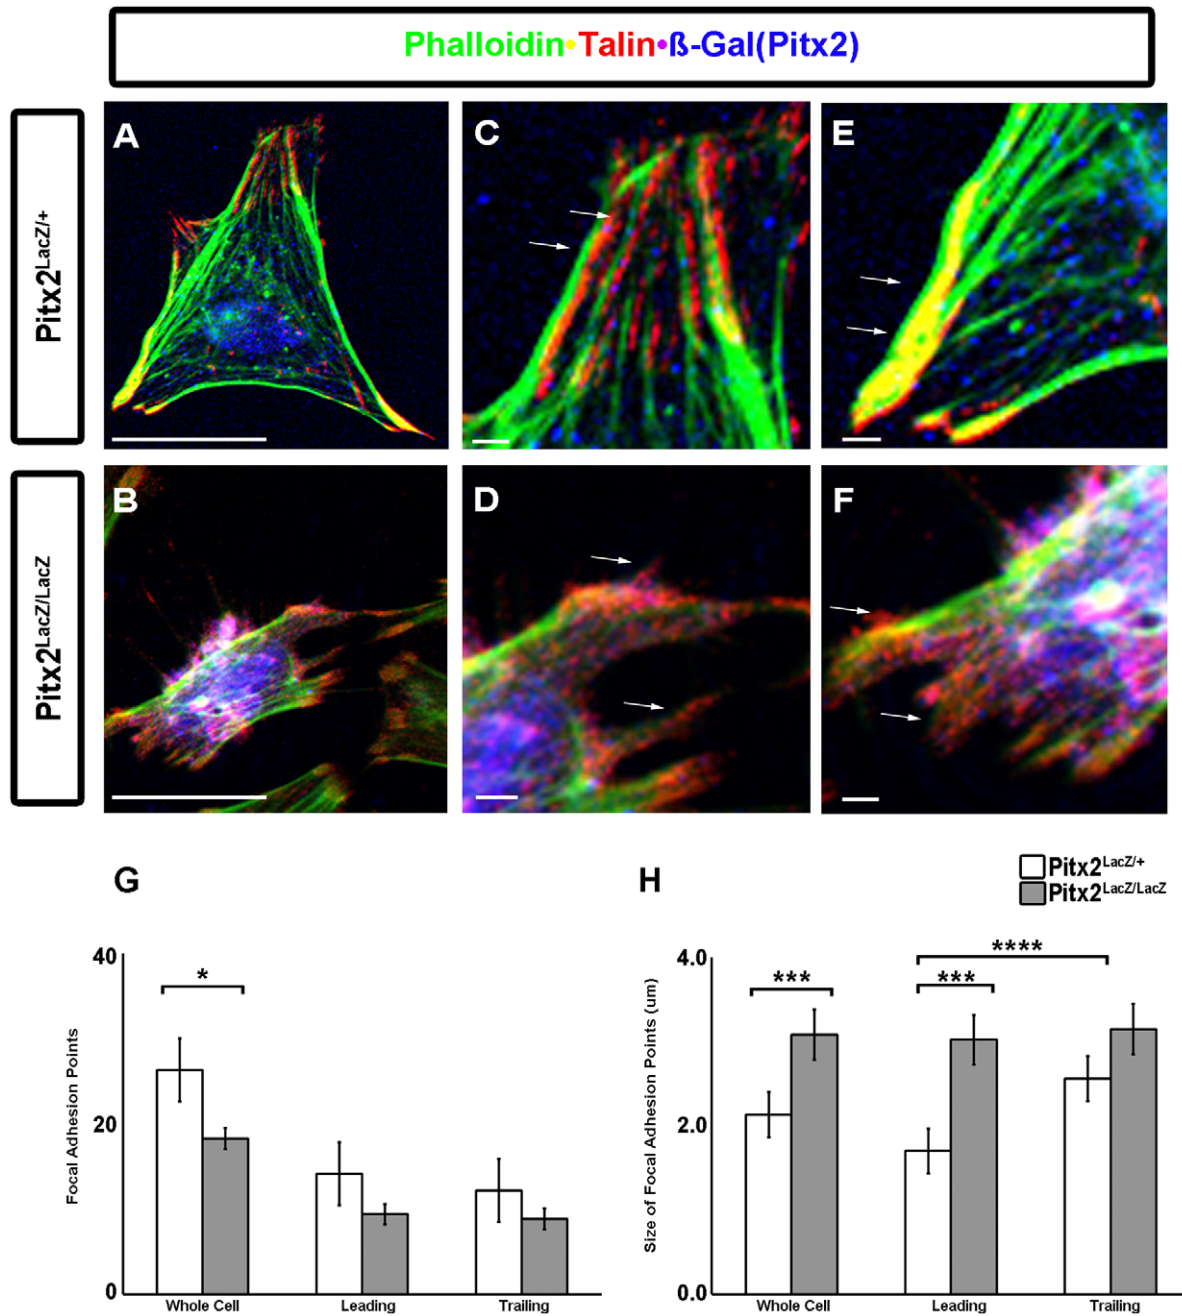 Phalloidin•Talin•ß-Gal(Pitx2)
Pitx2LacZ/+
A
C
E
Pitx2LacZ/LacZ
B
D
F
G
H
Pitx2LacZ/+
Pitx2LacZ/LacZ
Focal Adhesion Points
40
20
0
*
Whole Cell
Leading
Trailing
Size of Focal Adhesion Points (um)
4.0
2.0
0.0
***
***
****
Whole Cell
Leading
Trailing